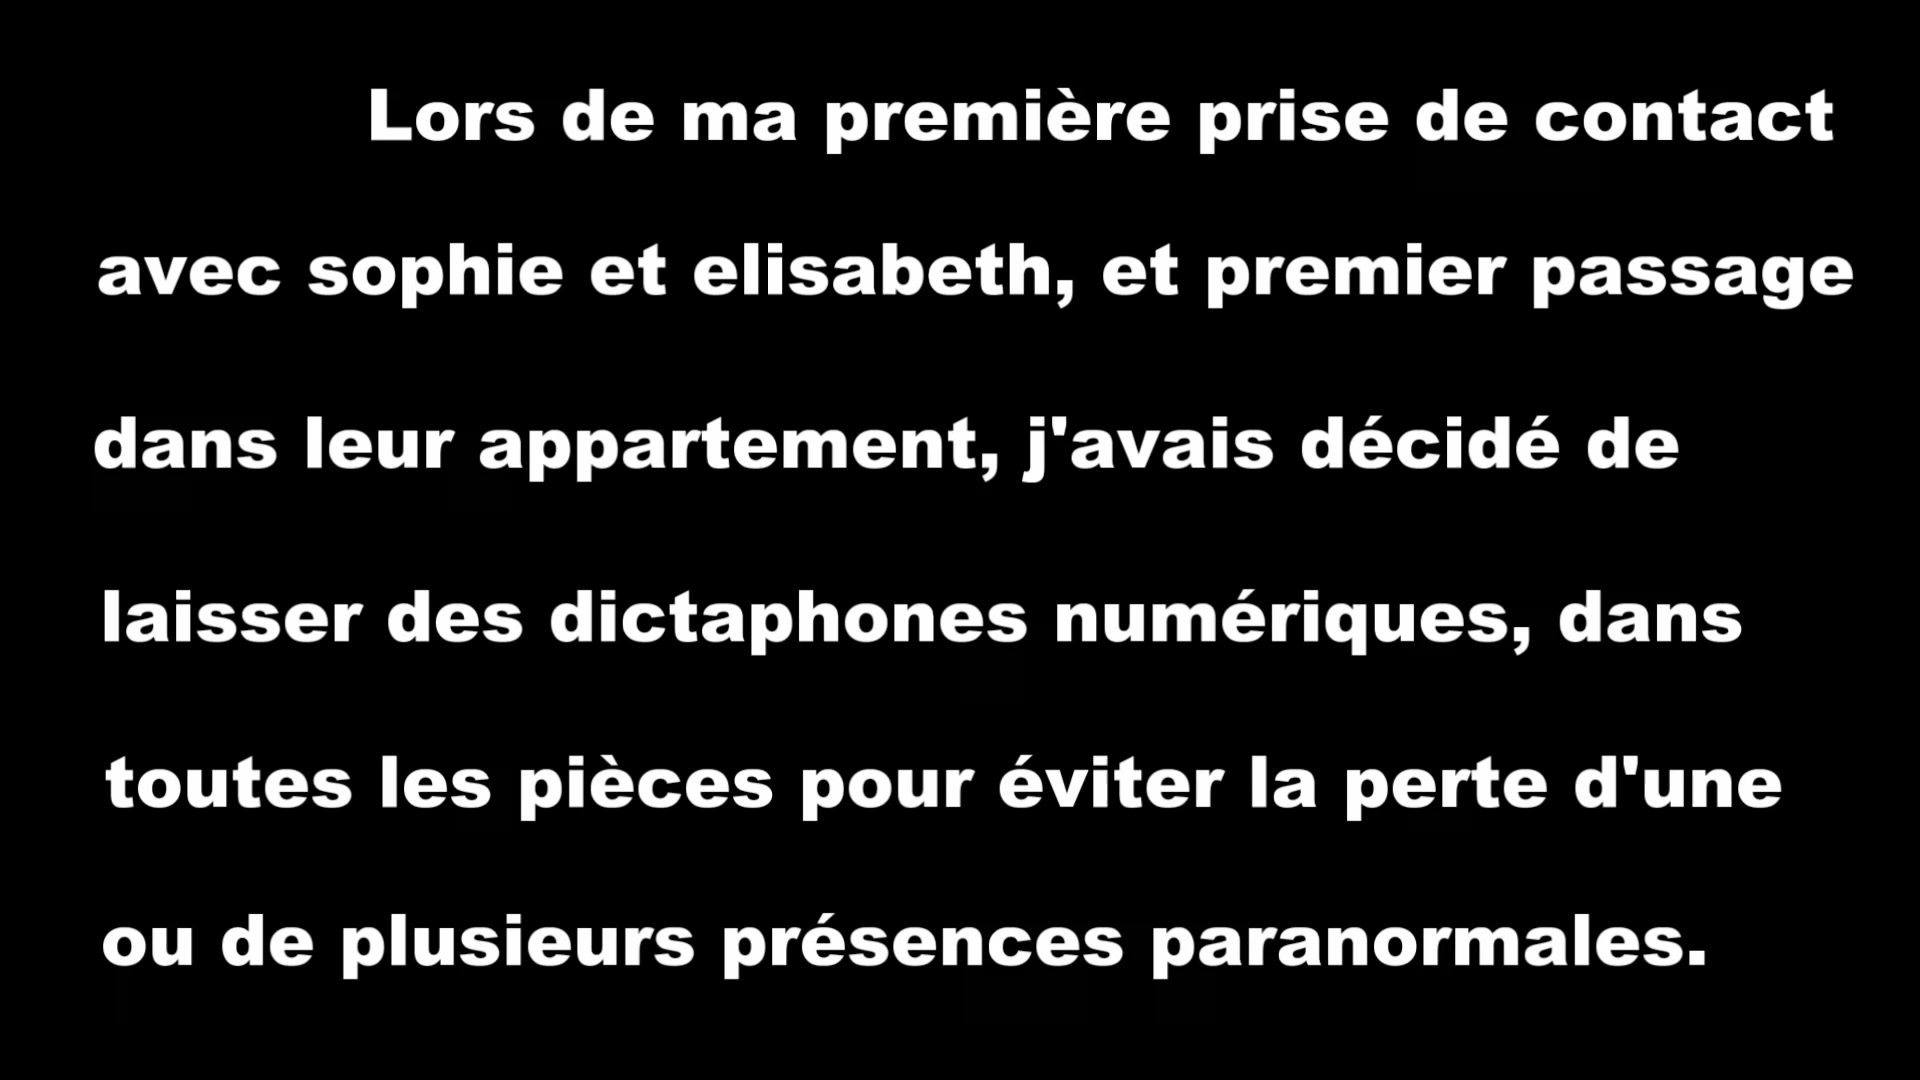 Lors de ma première prise de contact
avec sophie et elisabeth, et premier passage
dans leur appartement, j'avais décidé de
laisser des dictaphones numériques, dans
toutes les pièces pour éviter la perte d'une
ou de plusieurs présences paranormales.